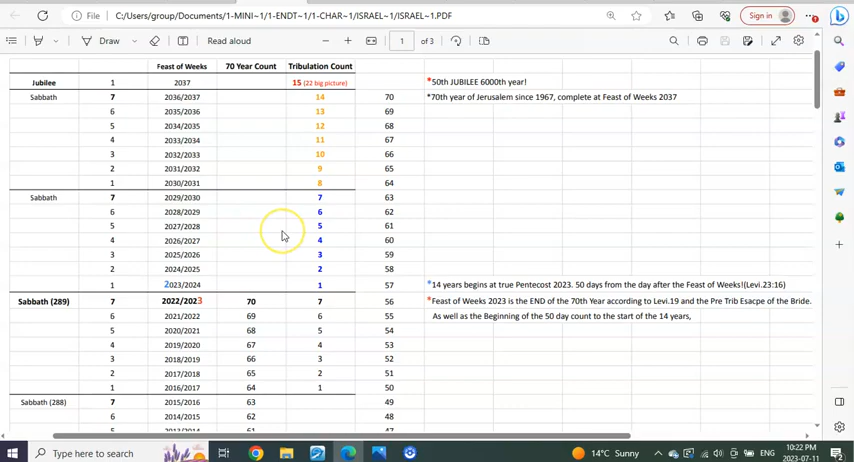 File C:/Users/group/Documents/1-MINI~1/1-ENDT~1/1-CHAR~1/ISRAEL~1/ISRAEL~1.PDF Sign in
Draw Read aloud 1 of 3
Feast of Weeks 70 Year Count Tribulation Count
Jubilee 1 2037 15 (22 big picture) *50th JUBILEE 6000th year!
Sabbath 7 2036/2037 14 70 *70th year of Jerusalem since 1967, complete at Feast of Weeks 2037
6 2035/2036 13 69
5 2034/2035 12 68
4 2033/2034 11 67
3 2032/2033 10 66
2 2031/2032 9 65
1 2030/2031 8 64
Sabbath 7 2029/2030 7 63
6 2028/2029 6 62
5 2027/2028 5 61
4 2026/2027 4 60
3 2025/2026 3 59
2 2024/2025 2 58
1 2023/2024 1 57 *14 years begins at true Pentecost 2023. 50 days from the day after the Feast of Weeks!(Levi.23:16)
Sabbath (289) 7 2022/2023 70 7 56 *Feast of Weeks 2023 is the END of the 70th Year according to Levi.19 and the Pre Trib Esacpe of the Bride.
6 2021/2022 69 6 55 As well as the Beginning of the 50 day count to the start of the 14 years,
5 2020/2021 68 5 54
4 2019/2020 67 4 53
3 2018/2019 66 3 52
2 2017/2018 65 2 51
1 2016/2017 64 1 50
Sabbath (288) 7 2015/2016 63 49
6 2014/2015 62 48
5 2013/2014 61 47
Type here to search 14°C Sunny ENG 10:22 PM
2023-07-11